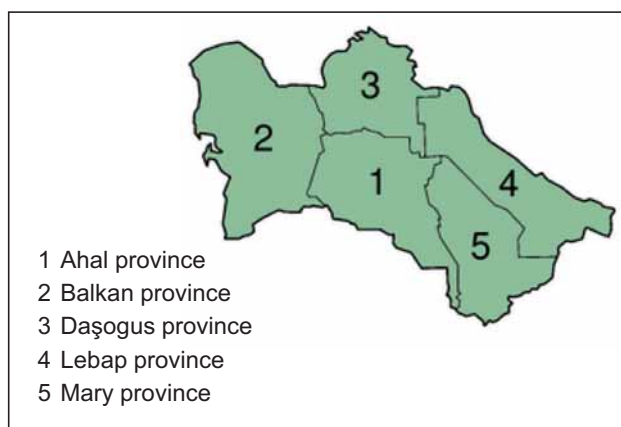 3
2
1
4
5
1 Ahal province
2 Balkan province
3 Daşogus province
4 Lebap province
5 Mary province